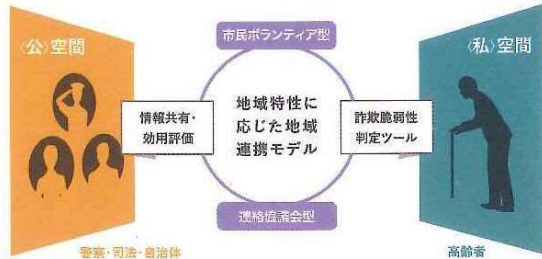 〈公〉空間
市民ボランティア型
〈私〉空間
情報共有・
効用評価
地域特性に
応じた地域
連携モデル
詐欺脆弱性
判定ツール
連絡協議会型
警察・司法・自治体
高齢者